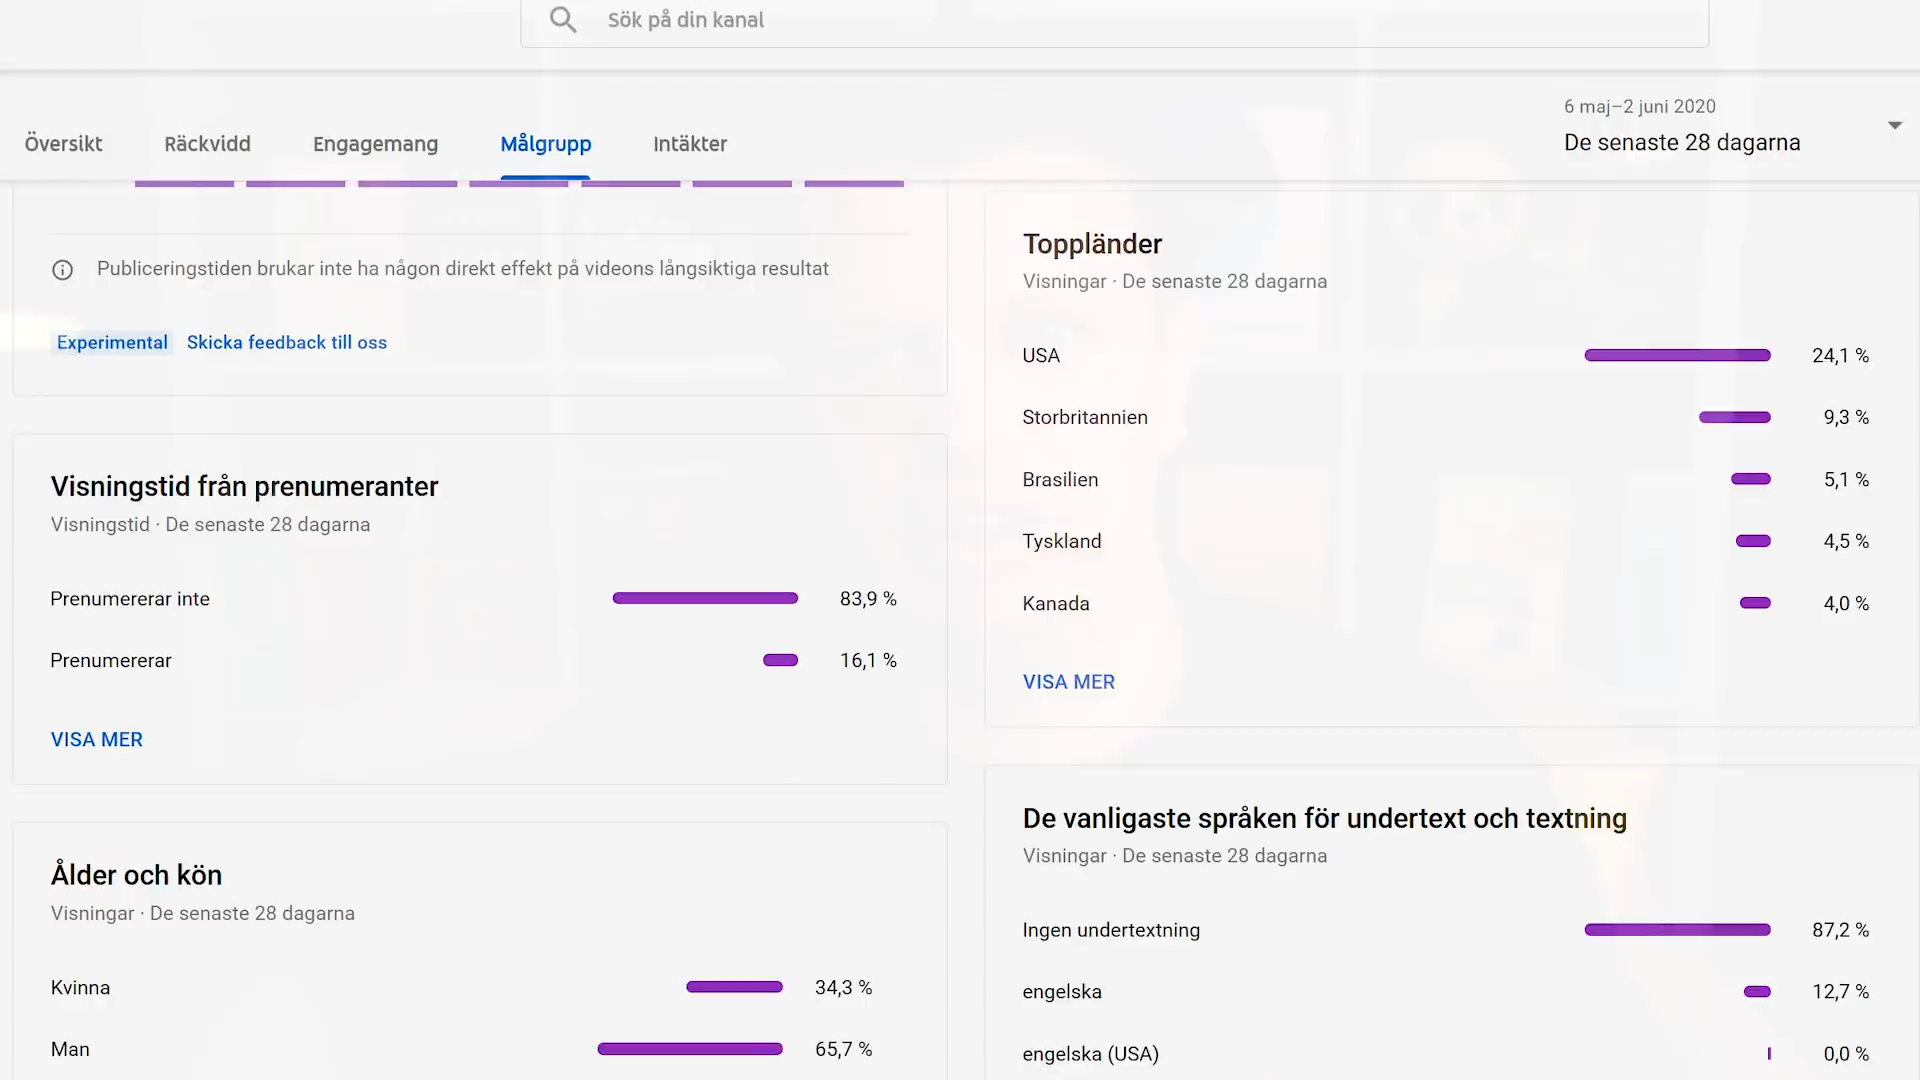 Sök på din kanal
Översikt
Räckvidd
Engagemang
Målgrupp
Intäkter
6 maj–2 juni 2020
De senaste 28 dagarna
Publiceringstiden brukar inte ha någon direkt effekt på videons långsiktiga resultat
Experimental Skicka feedback till oss
Visningstid från prenumeranter
Visningstid · De senaste 28 dagarna
Prenumererar inte 83,9 %
Prenumererar 16,1 %
VISA MER
Ålder och kön
Visningar · De senaste 28 dagarna
Kvinna 34,3 %
Man 65,7 %
Toppländer
Visningar · De senaste 28 dagarna
USA 24,1 %
Storbritannien 9,3 %
Brasilien 5,1 %
Tyskland 4,5 %
Kanada 4,0 %
VISA MER
De vanligaste språken för undertext och textning
Visningar · De senaste 28 dagarna
Ingen undertextning 87,2 %
engelska 12,7 %
engelska (USA) 0,0 %